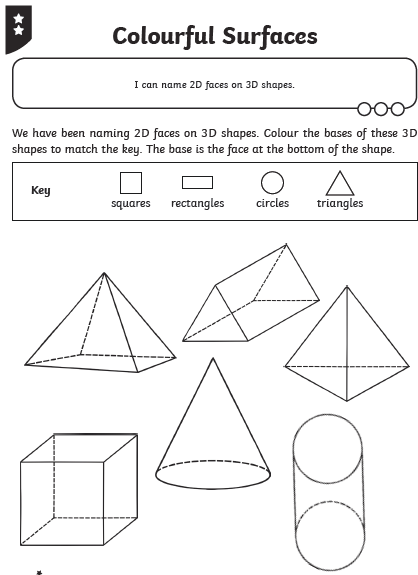 Colourful Surfaces
I can name 2D faces on 3D shapes.
We have been naming 2D faces on 3D shapes. Colour the bases of these 3D
shapes to match the key. The base is the face at the bottom of the shape.
Key
squares rectangles circles triangles